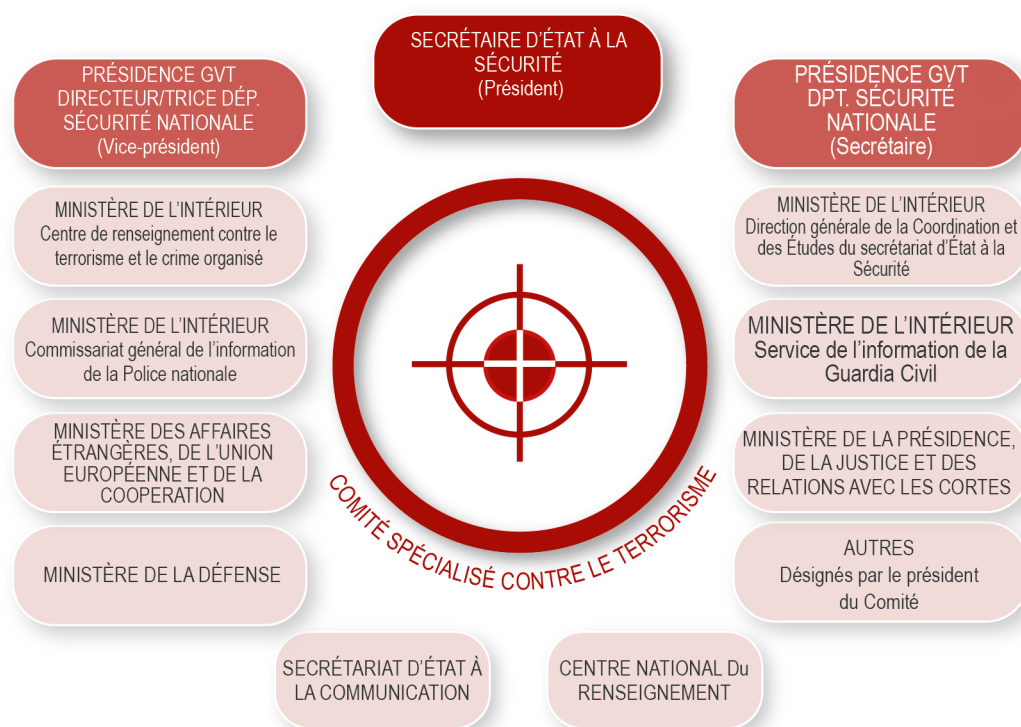 SECRÉTAIRE D'ÉTAT À LA
SÉCURITÉ
(Président)
PRÉSIDENCE GVT
DIRECTEUR/TRICE DÉP.
SÉCURITÉ NATIONALE
(Vice-président)
PRÉSIDENCE GVT
DPT. SÉCURITÉ
NATIONALE
(Secrétaire)
MINISTÈRE DE L'INTÉRIEUR
Centre de renseignement contre le
terrorisme et le crime organisé
MINISTÈRE DE L'INTÉRIEUR
Direction générale de la Coordination et
des Études du secrétariat d'État à la
Sécurité
MINISTÈRE DE L'INTÉRIEUR
Commissariat général de l'information
de la Police nationale
MINISTÈRE DE L'INTÉRIEUR
Service de l'information de la
Guardia Civil
MINISTÈRE DES AFFAIRES
ÉTRANGÈRES, DE L'UNION
EUROPÉENNE ET DE LA
COOPERATION
MINISTÈRE DE LA PRÉSIDENCE,
DE LA JUSTICE ET DES
RELATIONS AVEC LES CORTES
MINISTÈRE DE LA DÉFENSE
AUTRES
Désignés par le président
du Comité
COMITÉ SPÉCIALISÉ CONTRE LE TERRORISME
SECRÉTARIAT D'ÉTAT À
LA COMMUNICATION
CENTRE NATIONAL Du
RENSEIGNEMENT